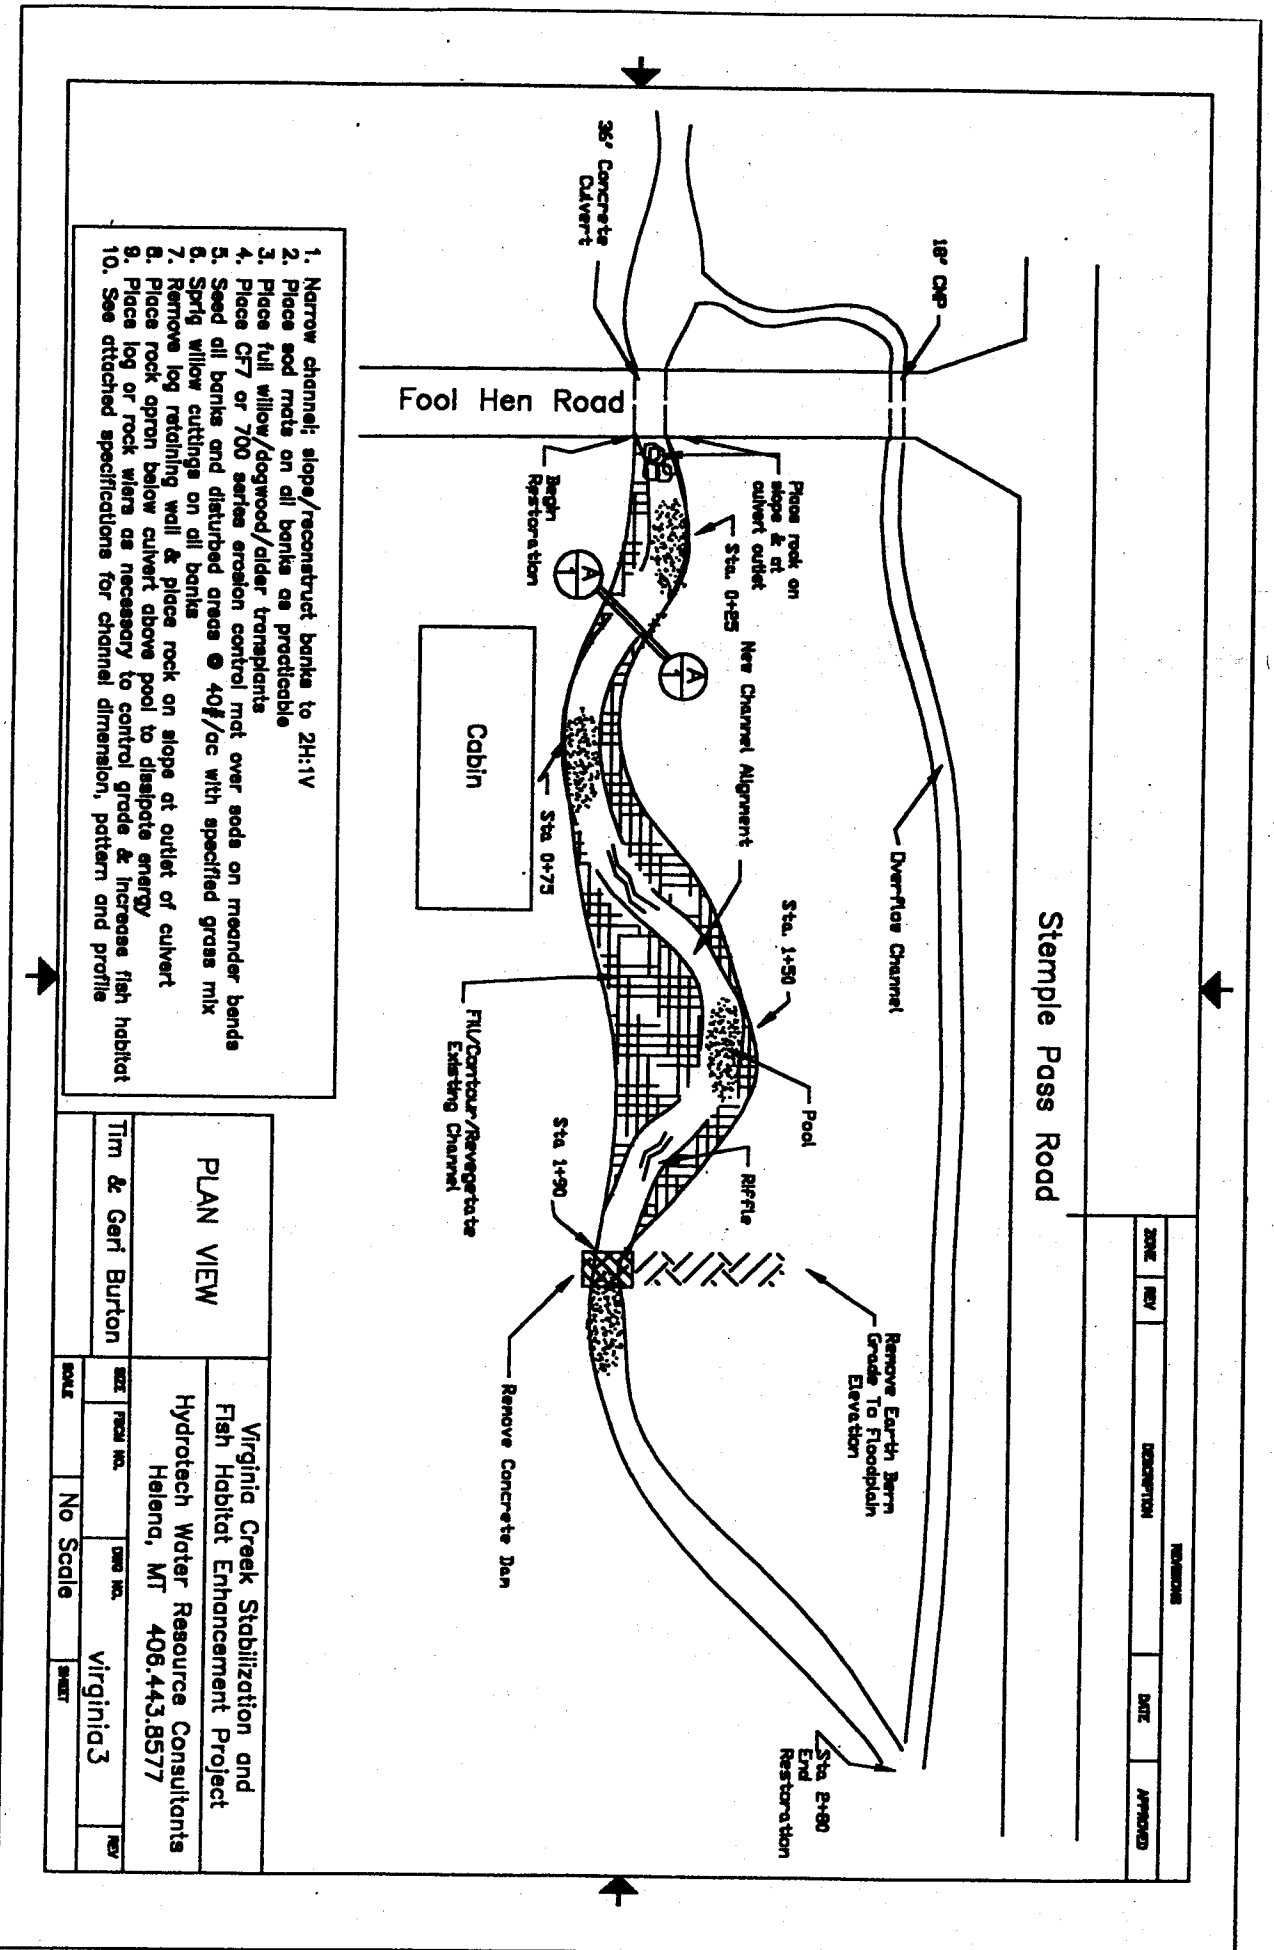 REVISIONS
ZONE
REV
DESCRIPTION
DATE
APPROVED
Stemple Pass Road
18" CMP
Overflow Channel
36" Concrete
Culvert
Fool Hen Road
Place rock on
slope & at
culvert outlet
Begin
Restoration
Sta. 0+25
A
1
A
1
New Channel Alignment
Sta 0+75
Cabin
Sta. 1+50
Pool
Riffle
Fill/Contour/Revegetate
Existing Channel
Sta 1+90
Remove Earth Berm
Grade To Floodplain
Elevation
Remove Concrete Dam
Sta 2+80
End
Restoration
1. Narrow channel; slope/reconstruct banks to 2H:1V
2. Place sod mats on all banks as practicable
3. Place full willow/dogwood/alder transplants
4. Place CF7 or 700 series erosion control mat over sods on meander bends
5. Seed all banks and disturbed areas @ 40#/ac with specified grass mix
6. Sprig willow cuttings on all banks
7. Remove log retaining wall & place rock on slope at outlet of culvert
8. Place rock apron below culvert above pool to dissipate energy
9. Place log or rock wiers as necessary to control grade & increase fish habitat
10. See attached specifications for channel dimension, pattern and profile
PLAN VIEW
Tim & Geri Burton
Virginia Creek Stabilization and
Fish Habitat Enhancement Project
Hydrotech Water Resource Consultants
Helena, MT 406.443.8577
SIZE
FSCM NO.
DWG NO.
virginia3
REV
SCALE
No Scale
SHEET